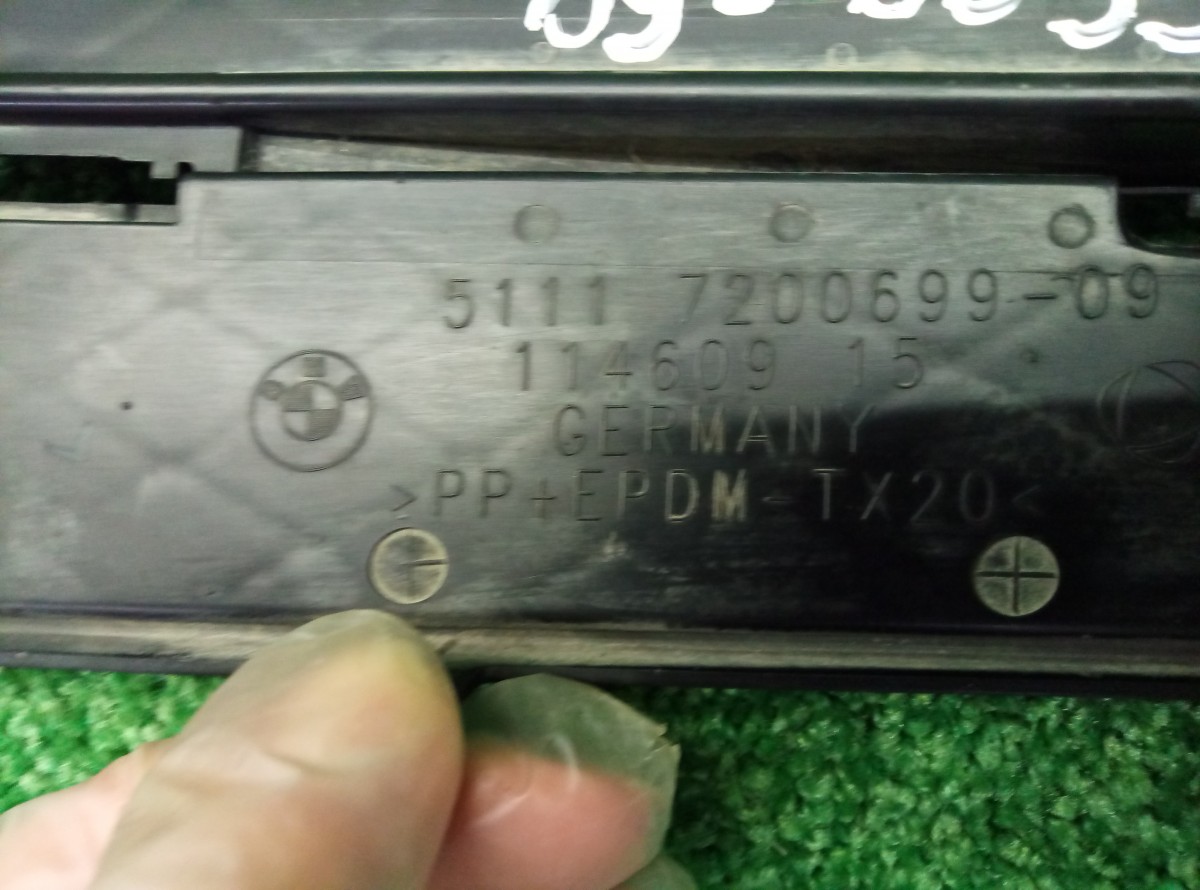 5111 7200699-09
114609 15
GERMANY
>PP+EPDM-TX20<